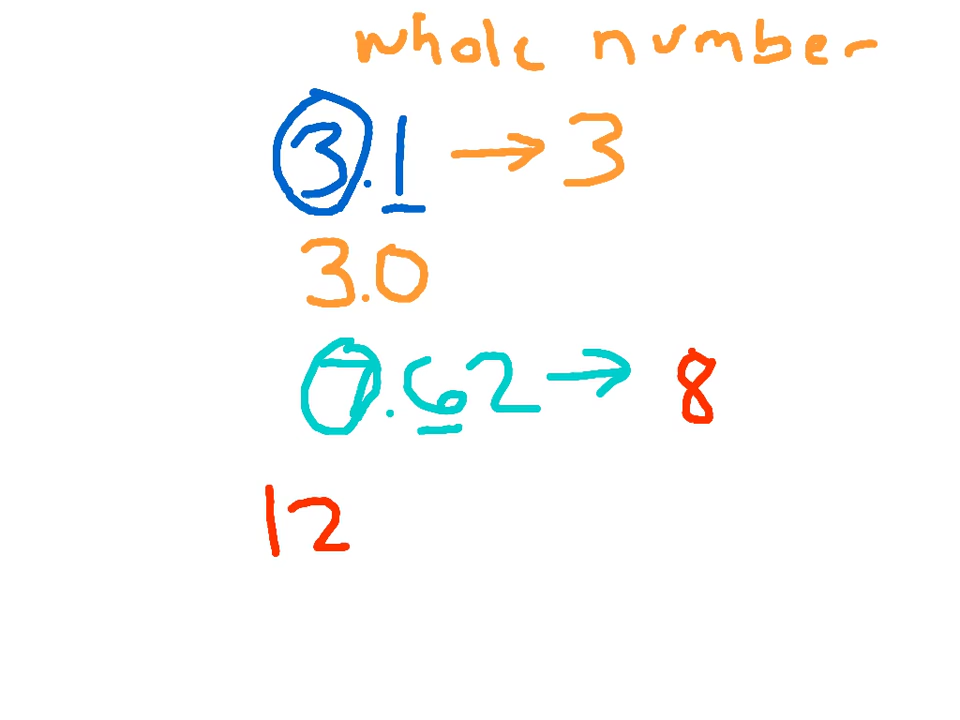 whole number
3.1 → 3
3.0
7.62 → 8
12